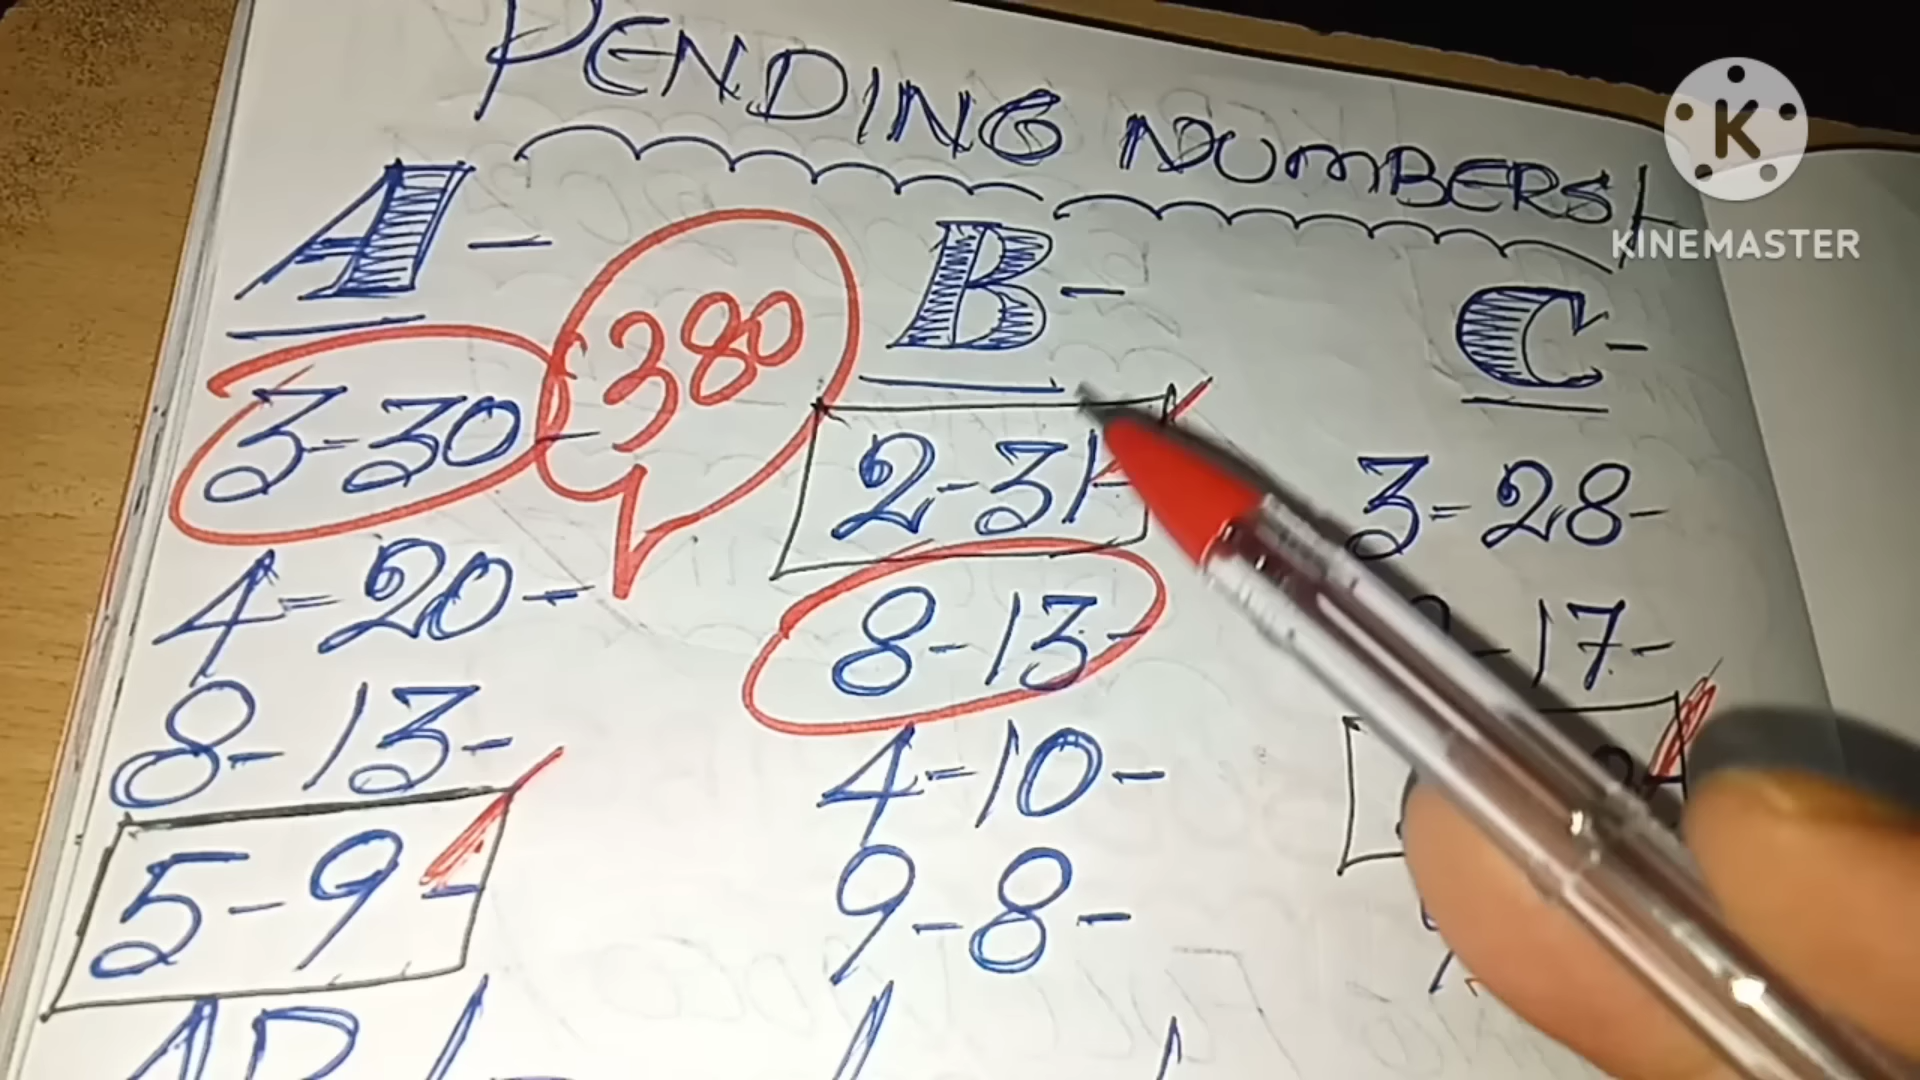 PENDING NUMBERS
K
KINEMASTER
A- B- C-
380
3-30- 2-31- 3-28-
4-20- 8-13- -17-
8-13- 4-10-
5-9- 9-8-